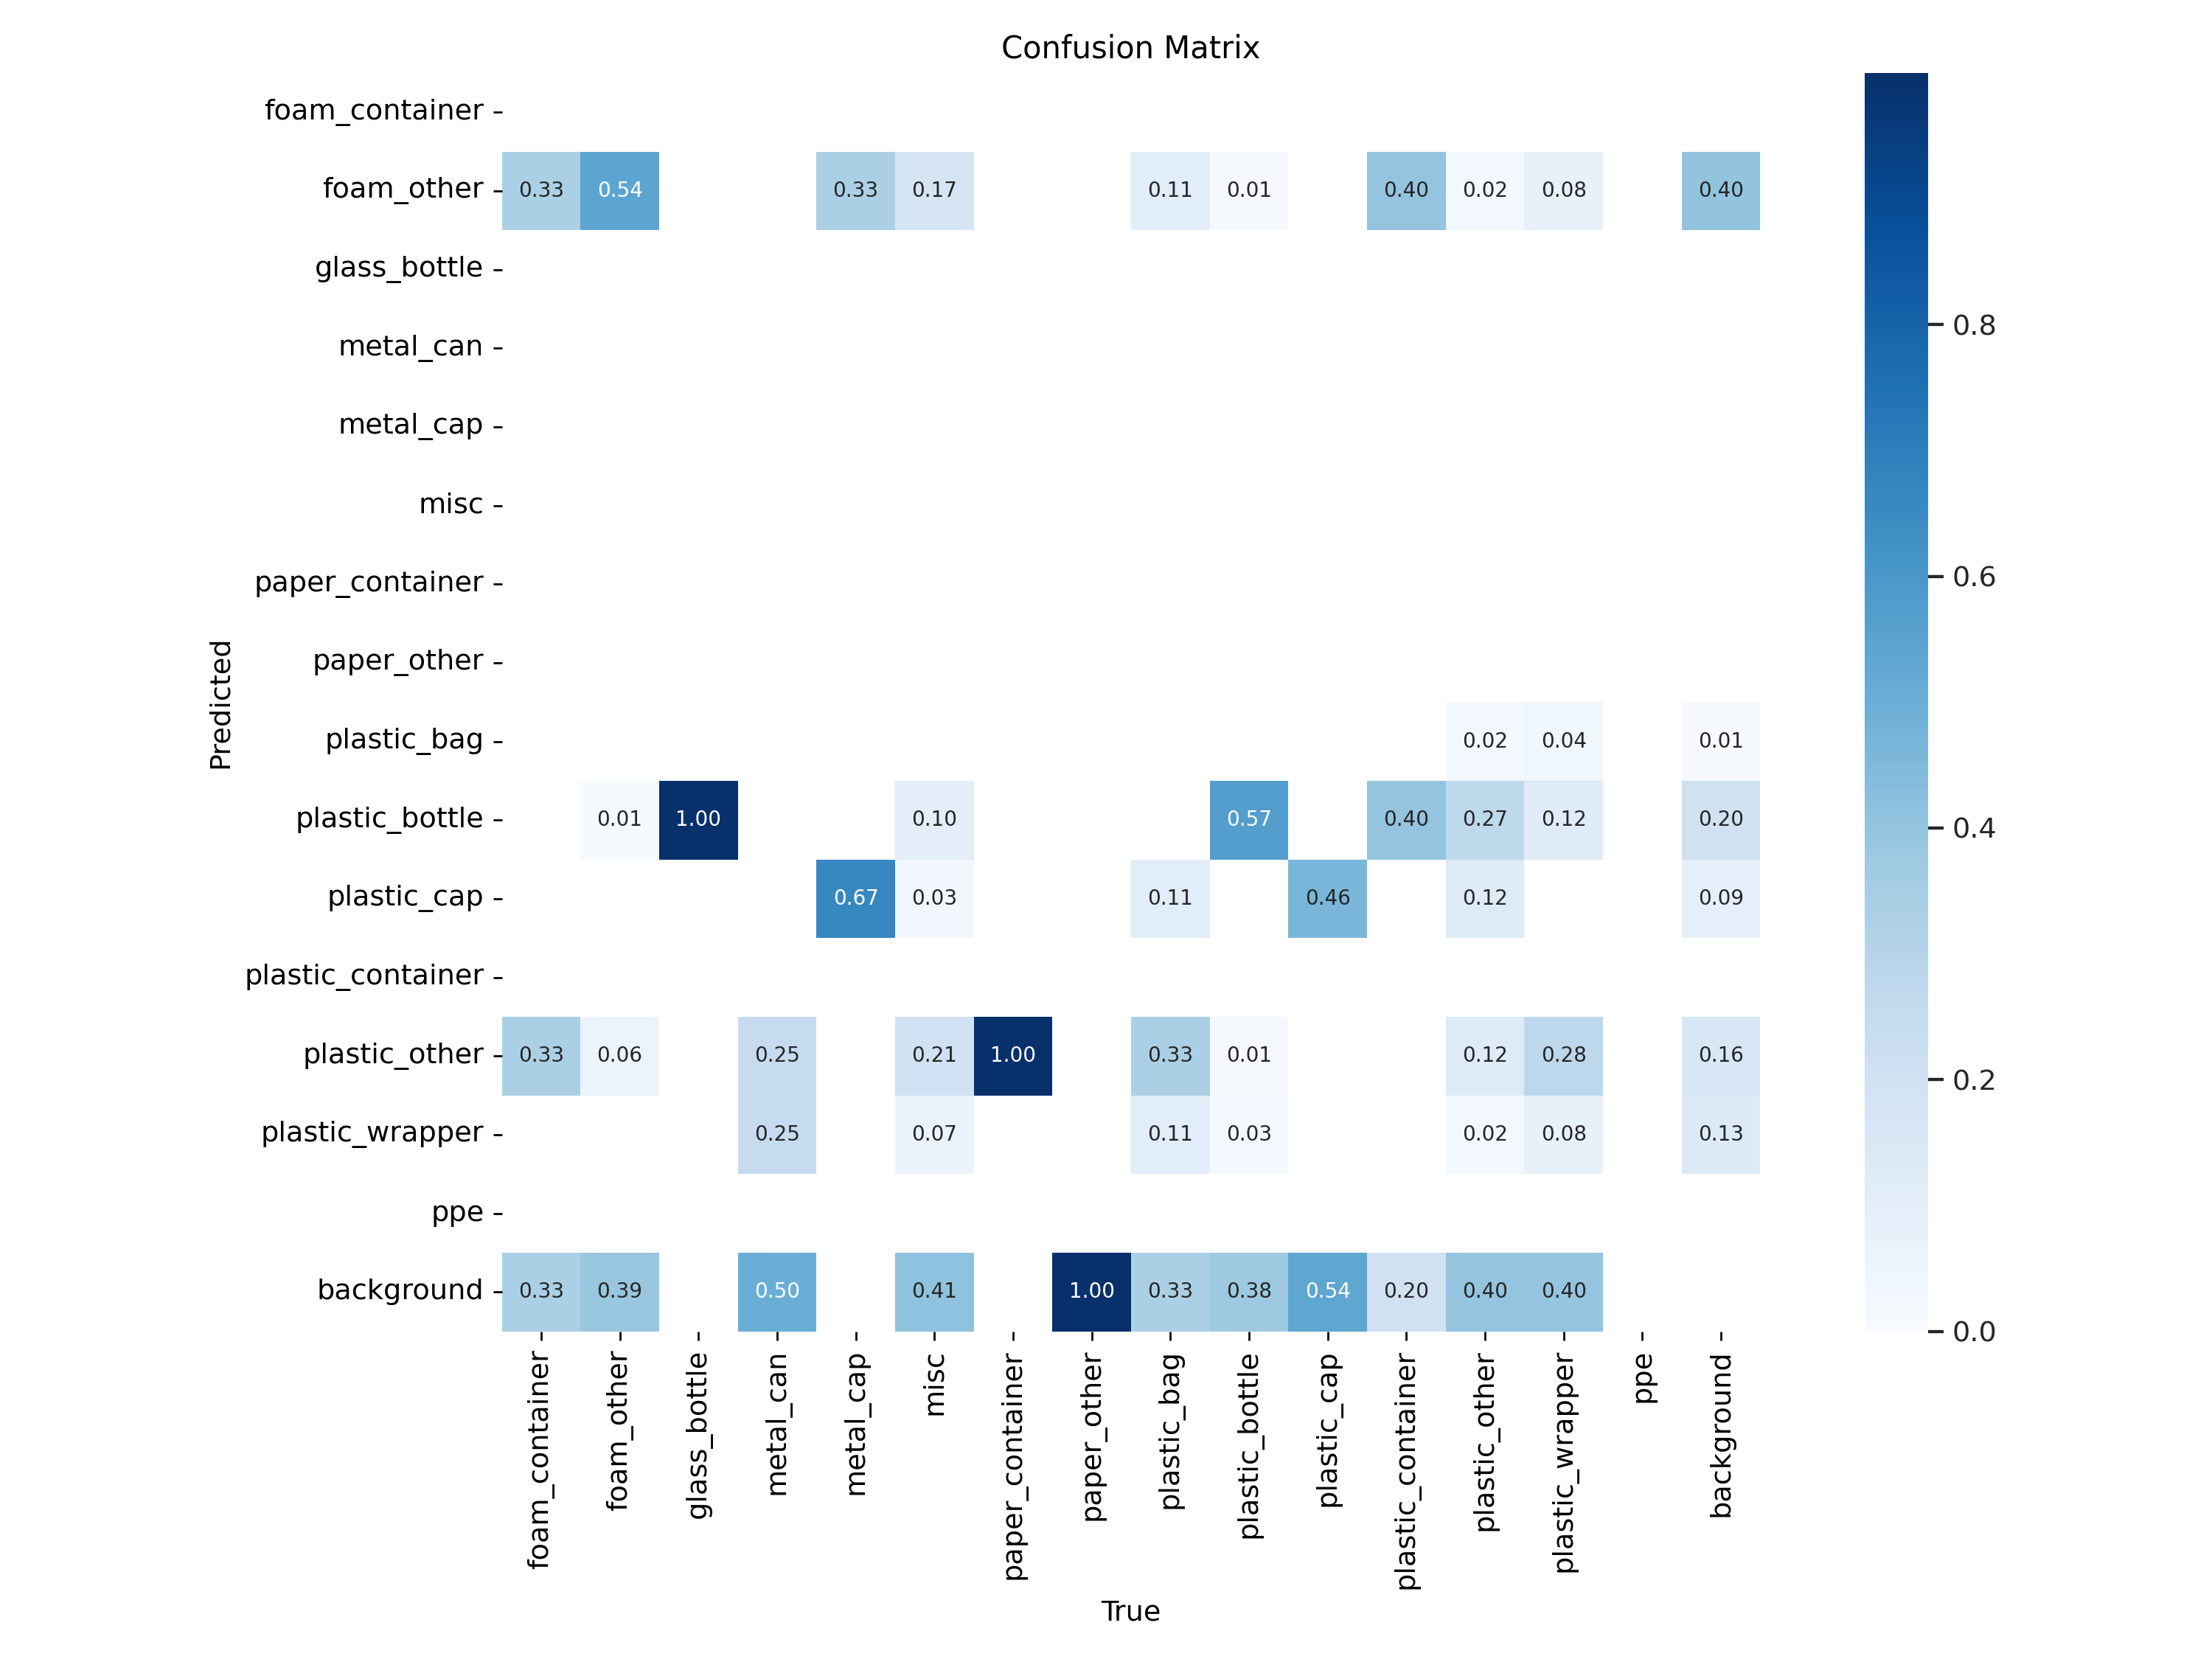 Confusion Matrix
foam_container
foam_other 0.33 0.54 0.33 0.17 0.11 0.01 0.40 0.02 0.08 0.40
glass_bottle
metal_can
metal_cap
misc
paper_container
paper_other
plastic_bag 0.02 0.04 0.01
plastic_bottle 0.01 1.00 0.10 0.57 0.40 0.27 0.12 0.20
plastic_cap 0.67 0.03 0.11 0.46 0.12 0.09
plastic_container
plastic_other 0.33 0.06 0.25 0.21 1.00 0.33 0.01 0.12 0.28 0.16
plastic_wrapper 0.25 0.07 0.11 0.03 0.02 0.08 0.13
ppe
background 0.33 0.39 0.50 0.41 1.00 0.33 0.38 0.54 0.20 0.40 0.40
Predicted
foam_container
foam_other
glass_bottle
metal_can
metal_cap
misc
paper_container
paper_other
plastic_bag
plastic_bottle
plastic_cap
plastic_container
plastic_other
plastic_wrapper
ppe
background
True
0.8
0.6
0.4
0.2
0.0